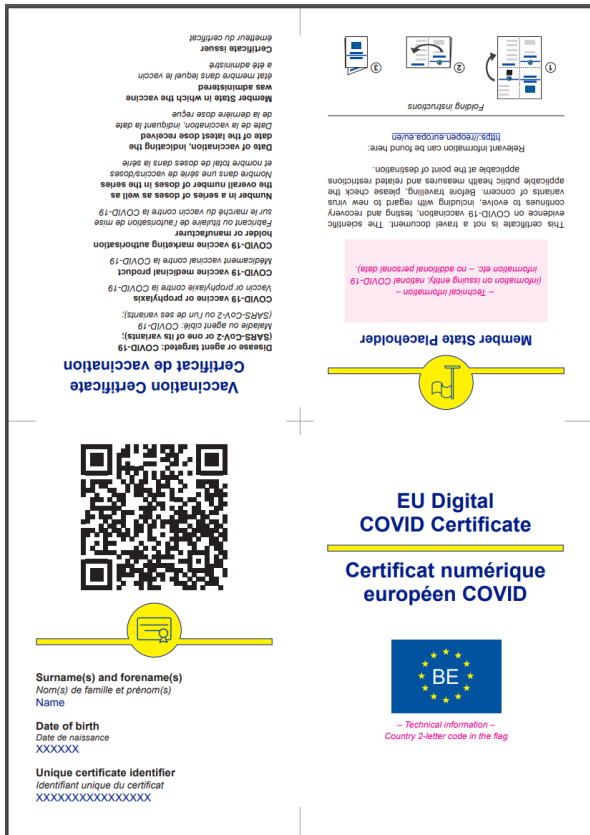 Vaccination Certificate
Certificat de vaccination
Disease or agent targeted: COVID-19
(SARS-CoV-2 or one of its variants);
Maladie ou agent cible: COVID-19
(SARS-CoV-2 ou l'un de ses variants);
COVID-19 vaccine or prophylaxis
Vaccin or prophylaxie contre la COVID-19
COVID-19 vaccine medicinal product
Médicament vaccinal contre la COVID-19
COVID-19 vaccine marketing authorisation
holder or manufacturer
Fabricant ou titulaire de l'autorisation de mise
sur le marché du vaccin contre la COVID-19
Number in a series of doses as well as
the overall number of doses in the series
Nombre dans une série de vaccins/doses
et nombre total de doses dans la série
Date of vaccination, indicating the
date of the latest dose received
Date de la vaccination, indiquant la date
de la dernière dose reçue
Member State in which the vaccine
was administered
état membre dans lequel le vaccin
a été administré
Certificate issuer
émetteur du certificat
Member State Placeholder
– Technical information –
(information on issuing entity, national COVID-19
information etc. – no additional personal data).
This certificate is not a travel document. The scientific
evidence on COVID-19 vaccination, testing and recovery
continues to evolve, including with regard to new virus
variants of concern. Before travelling, please check the
applicable public health measures and related restrictions
applicable at the point of destination.
Relevant information can be found here:
https://reopen.europa.eu/en
Folding instructions
1
2
3
Surname(s) and forename(s)
Nom(s) de famille et prénom(s)
Name
Date of birth
Date de naissance
XXXXXX
Unique certificate identifier
Identifiant unique du certificat
XXXXXXXXXXXXXXXX
EU Digital
COVID Certificate
Certificat numérique
européen COVID
BE
– Technical information –
Country 2-letter code in the flag